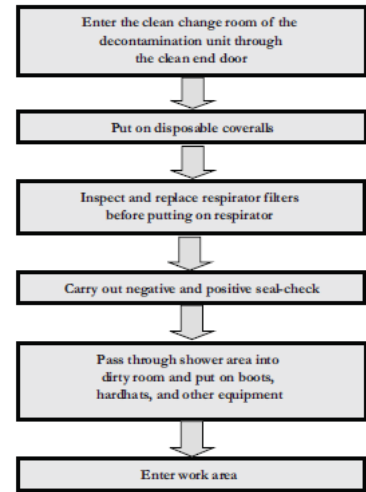 Enter the clean change room of the
decontamination unit through
the clean end door
Put on disposable coveralls
Inspect and replace respirator filters
before putting on respirator
Carry out negative and positive seal-check
Pass through shower area into
dirty room and put on boots,
hardhats, and other equipment
Enter work area